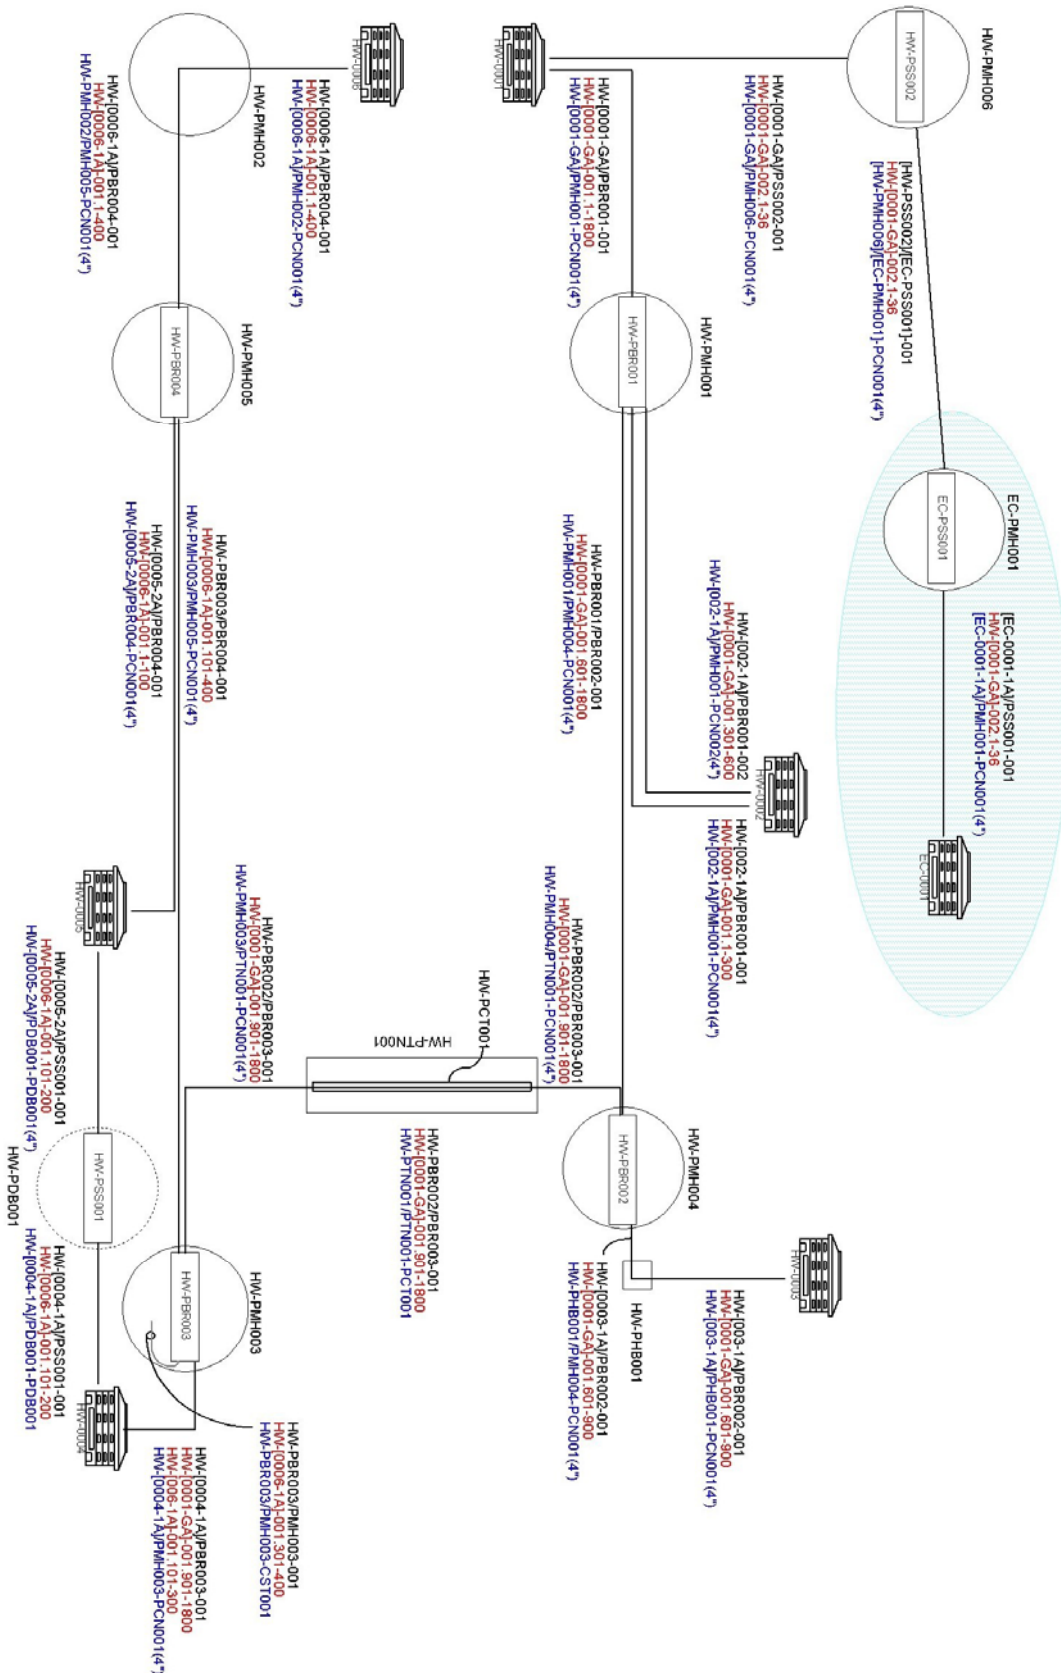 HW-PMH006
HW-PSS002
[HW-PSS002]/[EC-PSS001]-001
HW-[0001-GA]-002.1-36
[HW-PMH006]/[EC-PMH001]-PCN001(4")
EC-PMH001
EC-PSS001
[EC-0001-1A]/PSS001-001
HW-[0001-GA]-002.1-36
[EC-0001-1A]/PMH001-PCN001(4")
EC-0001
HW-[0001-GA]/PSS002-001
HW-[0001-GA]-002.1-36
HW-[0001-GA]/PMH006-PCN001(4")
HW-0001
HW-[0001-GA]/PBR001-001
HW-[0001-GA]-001.1-1800
HW-[0001-GA]/PMH001-PCN001(4")
HW-PMH001
HW-PBR001
HW-[002-1A]/PBR001-002
HW-[0001-GA]-001.301-600
HW-[002-1A]/PMH001-PCN002(4")
HW-0002
HW-[002-1A]/PBR001-001
HW-[0001-GA]-001.1-300
HW-[002-1A]/PMH001-PCN001(4")
HW-PBR001/PBR002-001
HW-[0001-GA]-001.601-1800
HW-PMH001/PMH004-PCN001(4")
HW-PMH004
HW-PBR002
HW-0003
HW-[003-1A]/PBR002-001
HW-[0001-GA]-001.601-900
HW-[003-1A]/PHB001-PCN001(4")
HW-PHB001
HW-[0003-1A]/PBR002-001
HW-[0001-GA]-001.601-900
HW-PHB001/PMH004-PCN001(4")
HW-PBR002/PBR003-001
HW-[0001-GA]-001.901-1800
HW-PMH004/PTN001-PCN001(4")
HW-PCT001
HW-PTN001
HW-PBR002/PBR003-001
HW-[0001-GA]-001.901-1800
HW-PTN001/PTN001-PCT001
HW-PBR002/PBR003-001
HW-[0001-GA]-001.901-1800
HW-PMH003/PTN001-PCN001(4")
HW-0006
HW-[0006-1A]/PBR004-001
HW-[0006-1A]-001.1-400
HW-[0006-1A]/PMH002-PCN001(4")
HW-PMH002
HW-[0006-1A]/PBR004-001
HW-[0006-1A]-001.1-400
HW-PMH002/PMH005-PCN001(4")
HW-PMH005
HW-PBR004
HW-PBR003/PBR004-001
HW-[0006-1A]-001.101-400
HW-PMH003/PMH005-PCN001(4")
HW-[0005-2A]/PBR004-001
HW-[0006-1A]-001.1-100
HW-[0005-2A]/PBR004-PCN001(4")
HW-0005
HW-[0005-2A]/PSS001-001
HW-[0006-1A]-001.101-200
HW-[0005-2A]/PDB001-PDB001(4")
HW-PSS001
HW-PDB001
HW-[0004-1A]/PSS001-001
HW-[0006-1A]-001.101-200
HW-[0004-1A]/PDB001-PDB001
HW-PMH003
HW-PBR003
HW-0004
HW-PBR003/PMH003-001
HW-[0006-1A]-001.301-400
HW-PBR003/PMH003-CST001
HW-[0004-1A]/PBR003-001
HW-[0001-GA]-001.901-1800
HW-[006-1A]-001.101-300
HW-[0004-1A]/PMH003-PCN001(4")